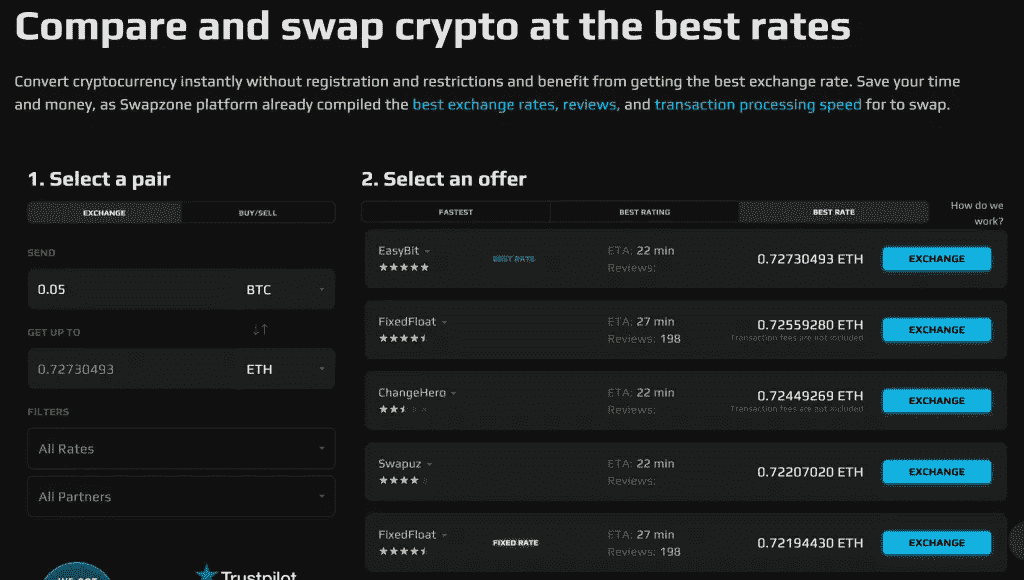 Compare and swap crypto at the best rates
Convert cryptocurrency instantly without registration and restrictions and benefit from getting the best exchange rate. Save your time
and money, as Swapzone platform already compiled the best exchange rates, reviews, and transaction processing speed for to swap.
1. Select a pair
EXCHANGE
BUY/SELL
SEND
0.05
BTC
GET UP TO
0.72730493
ETH
FILTERS
All Rates
All Partners
2. Select an offer
FASTEST
BEST RATING
BEST RATE
How do we
work?
EasyBit
BEST RATE
ETA: 22 min
Reviews:
0.72730493 ETH
EXCHANGE
FixedFloat
ETA: 27 min
Reviews: 198
0.72559280 ETH
Transaction fees are not included
EXCHANGE
ChangeHero
ETA: 22 min
Reviews:
0.72449269 ETH
Transaction fees are not included
EXCHANGE
Swapuz
ETA: 22 min
Reviews:
0.72207020 ETH
EXCHANGE
FixedFloat
FIXED RATE
ETA: 27 min
Reviews: 198
0.72194430 ETH
EXCHANGE
WE GOT
Trustpilot